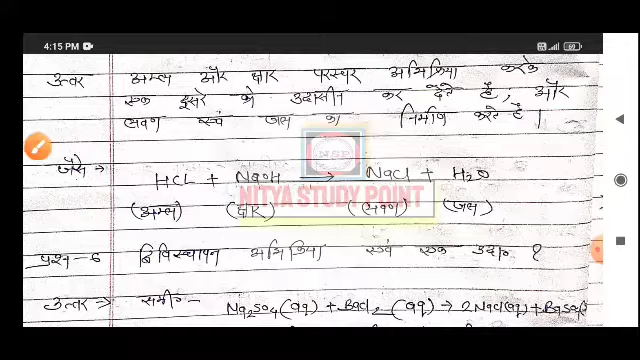 4:15 PM
69
उत्तर अम्ल और क्षार परस्पर अभिक्रिया करके
एक दूसरे को उदासीन कर देते हैं, और
लवण एवं जल का निर्माण करते हैं।
NSP
जैसे → HCL + NaOH → NaCl + H₂O
NITYA STUDY POINT
(अम्ल) (क्षार) (लवण) (जल)
प्रश्न-6 द्विविस्थापन अभिक्रिया एवं एक उदा० ?
उत्तर → समी०- Na₂SO₄(aq) + BaCl₂(aq) → 2NaCl(aq) + BaSO₄